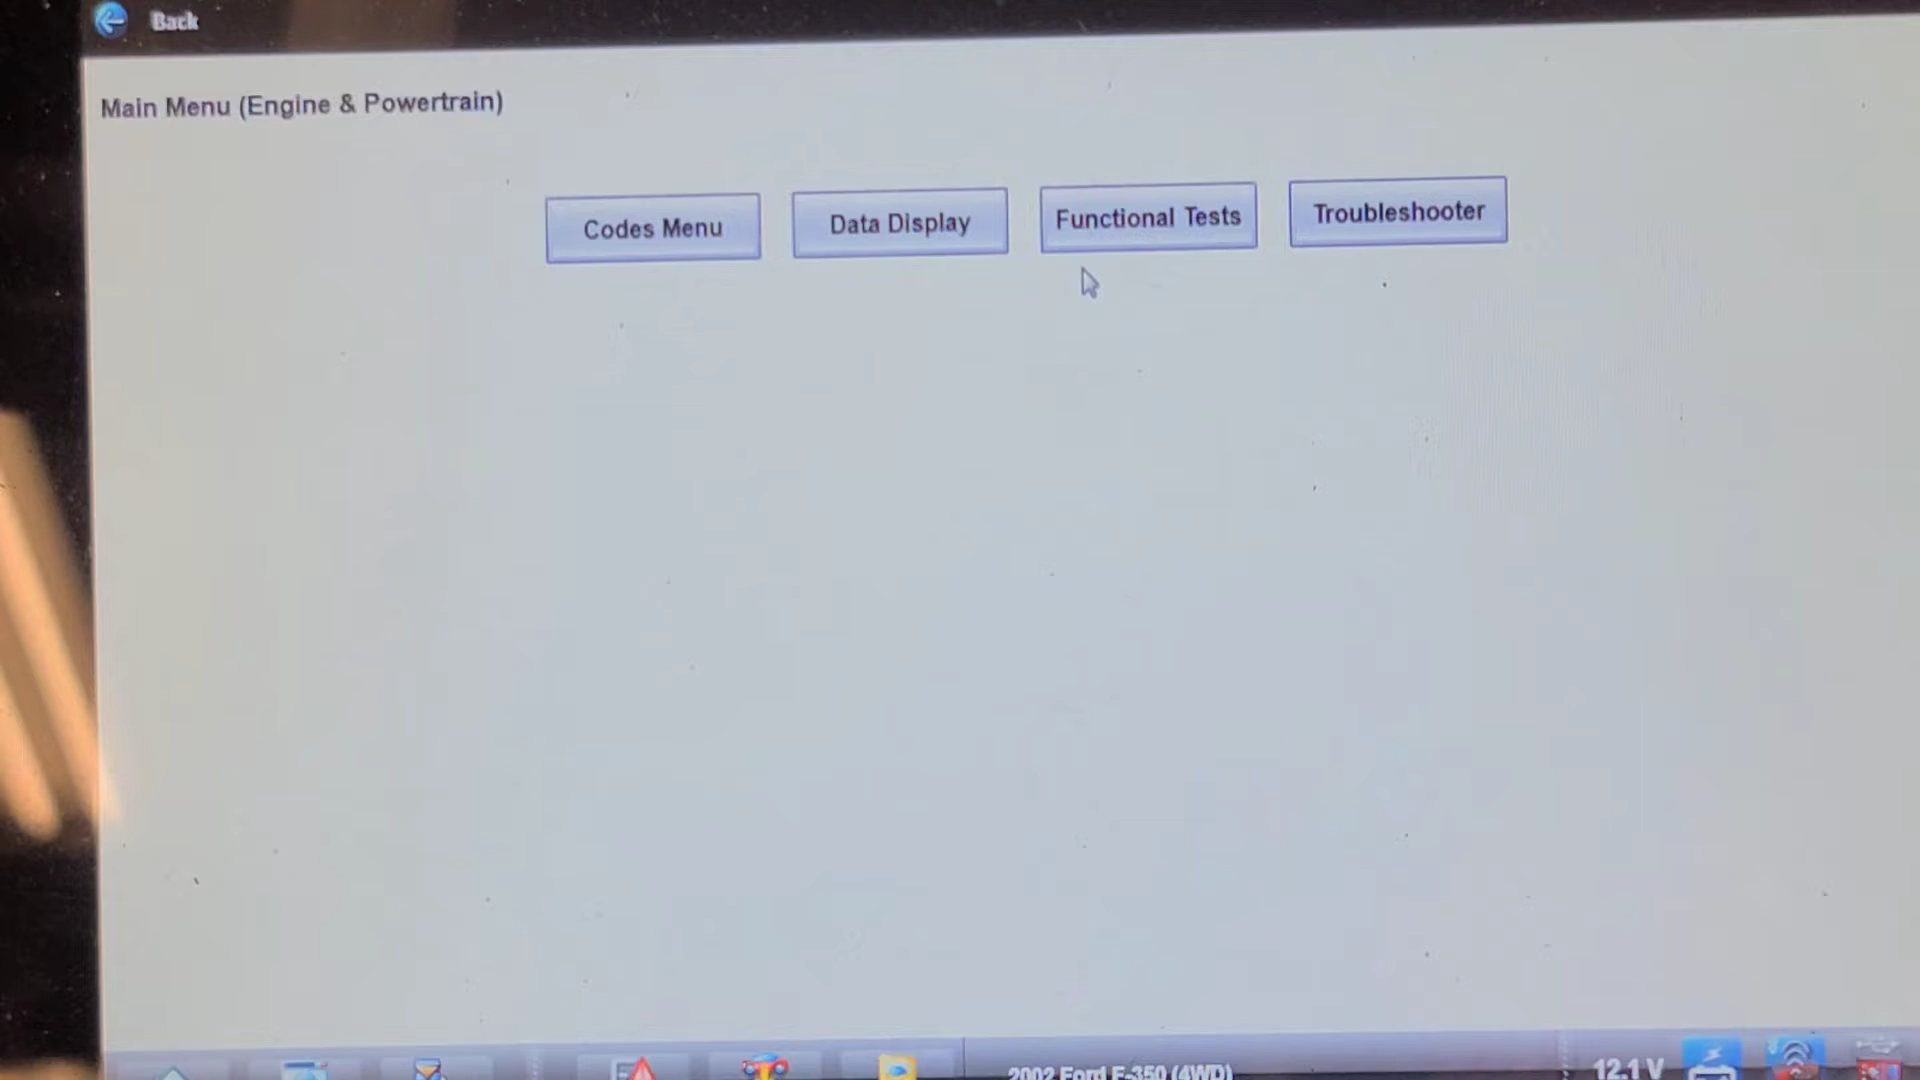 Back
Main Menu (Engine & Powertrain)
Codes Menu
Data Display
Functional Tests
Troubleshooter
2002 Ford F-350 (4WD)
12.1 V